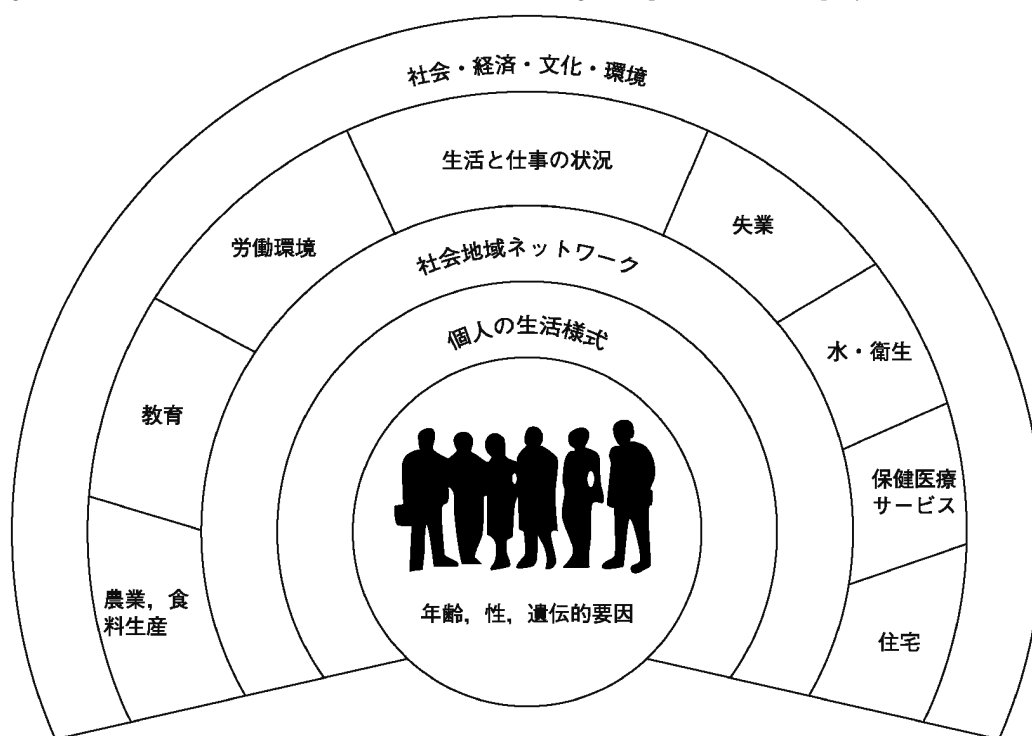 社会・経済・文化・環境
生活と仕事の状況
労働環境
失業
社会地域ネットワーク
個人の生活様式
水・衛生
教育
保健医療
サービス
農業，食
料生産
年齢，性，遺伝的要因
住宅